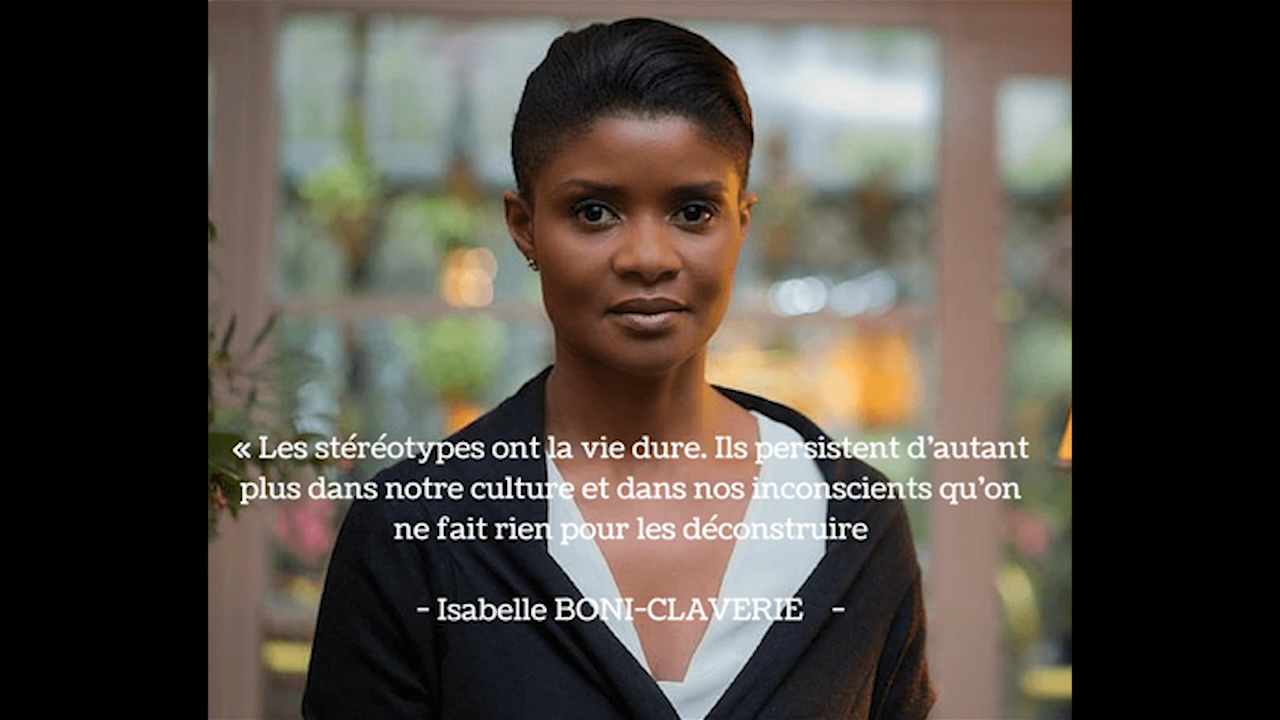 « Les stéréotypes ont la vie dure. Ils persistent d’autant
plus dans notre culture et dans nos inconscients qu’on
ne fait rien pour les déconstruire
- Isabelle BONI-CLAVERIE -